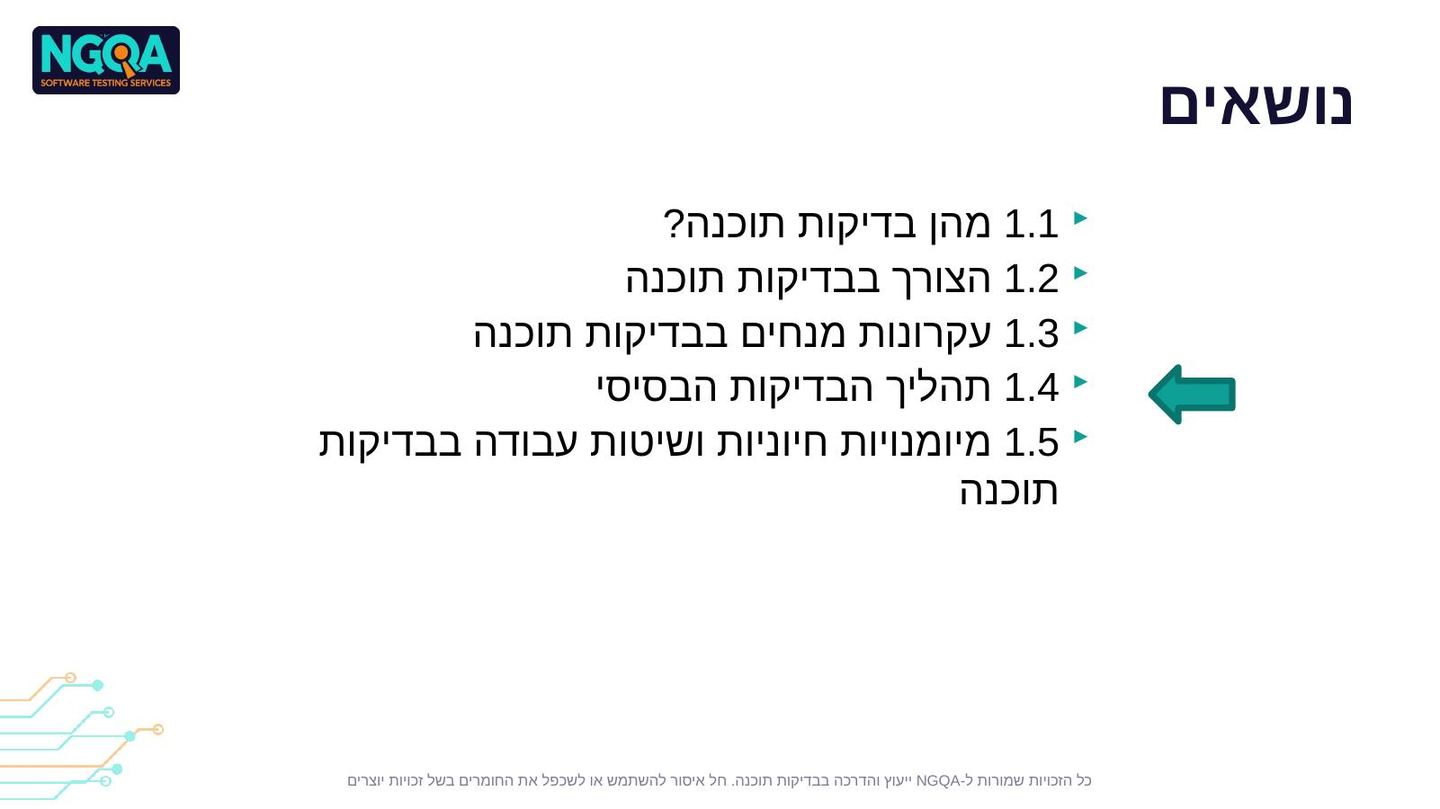 NGQA
SOFTWARE TESTING SERVICES
נושאים
1.1 מהן בדיקות תוכנה?
1.2 הצורך בבדיקות תוכנה
1.3 עקרונות מנחים בבדיקות תוכנה
1.4 תהליך הבדיקות הבסיסי
1.5 מיומנויות חיוניות ושיטות עבודה בבדיקות
תוכנה
כל הזכויות שמורות ל-NGQA ייעוץ והדרכה בבדיקות תוכנה. חל איסור להשתמש או לשכפל את החומרים בשל זכויות יוצרים